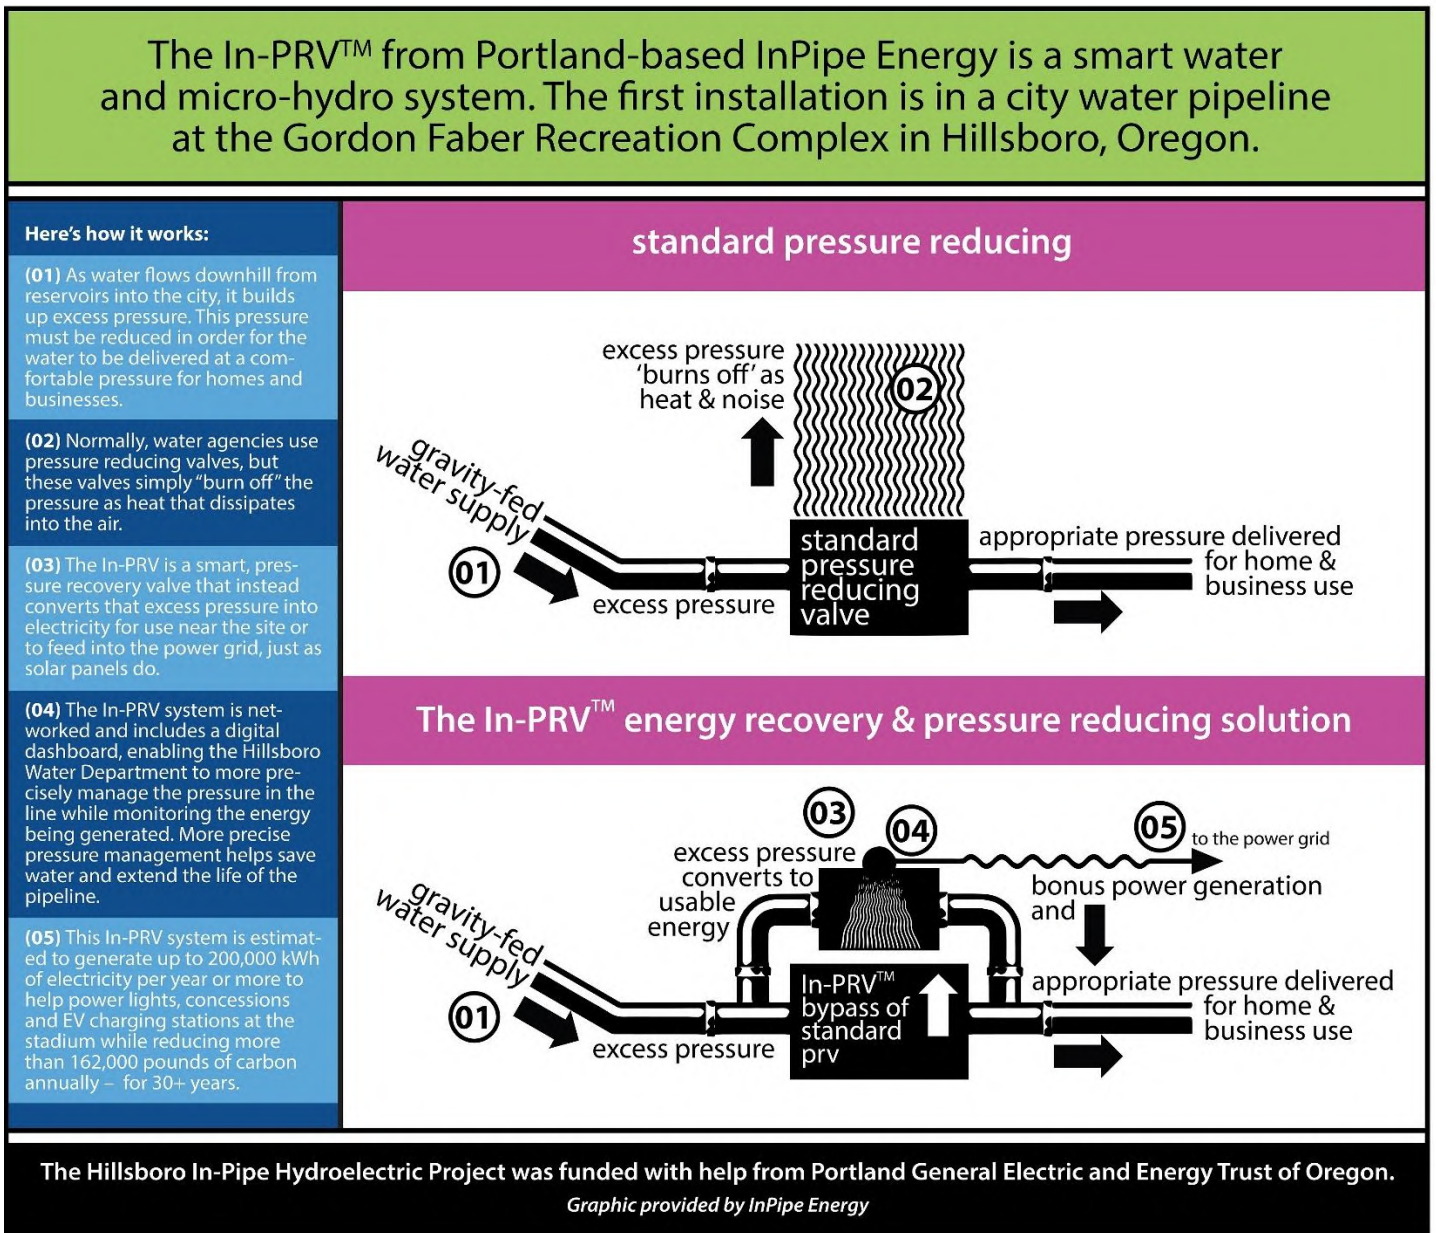 The In-PRV™ from Portland-based InPipe Energy is a smart water
and micro-hydro system. The first installation is in a city water pipeline
at the Gordon Faber Recreation Complex in Hillsboro, Oregon.
Here's how it works:
(01) As water flows downhill from
reservoirs into the city, it builds
up excess pressure. This pressure
must be reduced in order for the
water to be delivered at a com-
fortable pressure for homes and
businesses.
(02) Normally, water agencies use
pressure reducing valves, but
these valves simply "burn off" the
pressure as heat that dissipates
into the air.
(03) The In-PRV is a smart, pres-
sure recovery valve that instead
converts that excess pressure into
electricity for use near the site or
to feed into the power grid, just as
solar panels do.
(04) The In-PRV system is net-
worked and includes a digital
dashboard, enabling the Hillsboro
Water Department to more pre-
cisely manage the pressure in the
line while monitoring the energy
being generated. More precise
pressure management helps save
water and extend the life of the
pipeline.
(05) This In-PRV system is estimat-
ed to generate up to 200,000 kWh
of electricity per year or more to
help power lights, concessions
and EV charging stations at the
stadium while reducing more
than 162,000 pounds of carbon
annually – for 30+ years.
standard pressure reducing
excess pressure
'burns off' as
heat & noise
02
gravity-fed
water supply
01
excess pressure
standard
pressure
reducing
valve
appropriate pressure delivered
for home &
business use
The In-PRV™ energy recovery & pressure reducing solution
03
04
05
to the power grid
excess pressure
converts to
usable
energy
bonus power generation
and
gravity-fed
water supply
01
excess pressure
In-PRV™
bypass of
standard
prv
appropriate pressure delivered
for home &
business use
The Hillsboro In-Pipe Hydroelectric Project was funded with help from Portland General Electric and Energy Trust of Oregon.
Graphic provided by InPipe Energy